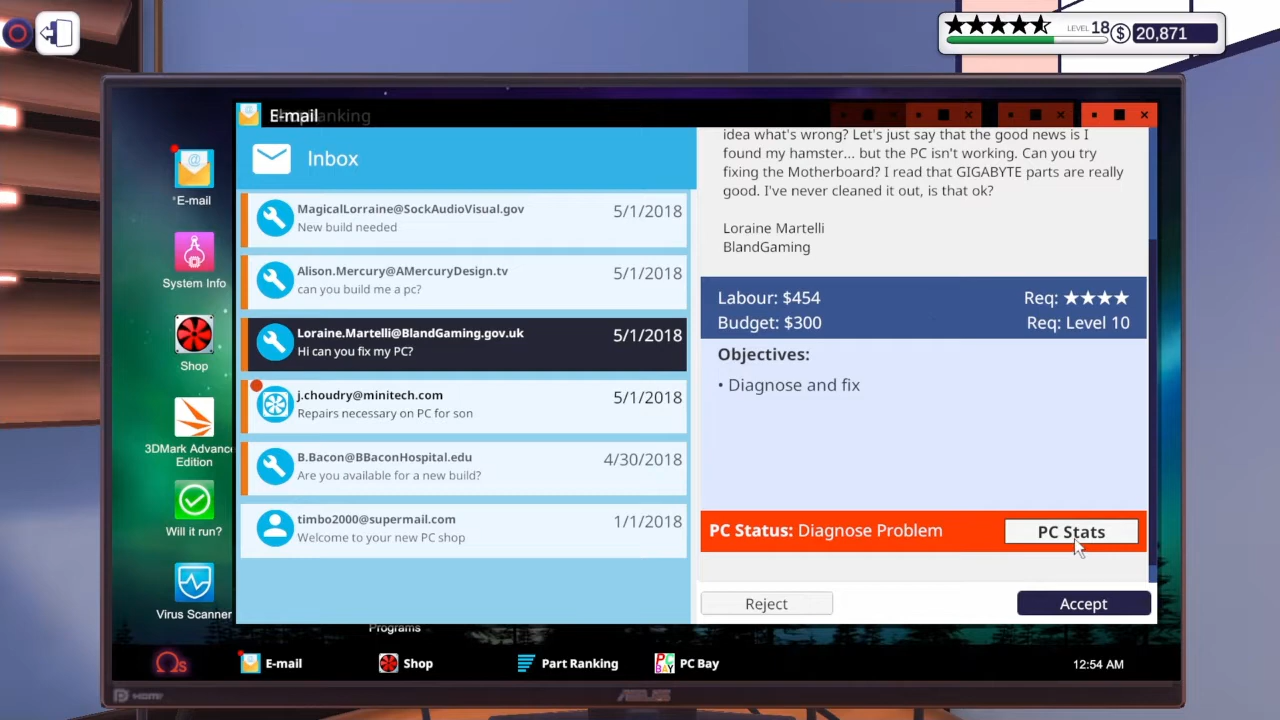 LEVEL 18 $ 20,871
E-mail
Inbox
MagicalLorraine@SockAudioVisual.gov 5/1/2018
New build needed
Alison.Mercury@AMercuryDesign.tv 5/1/2018
can you build me a pc?
Loraine.Martelli@BlandGaming.gov.uk 5/1/2018
Hi can you fix my PC?
j.choudry@minitech.com 5/1/2018
Repairs necessary on PC for son
B.Bacon@BBaconHospital.edu 4/30/2018
Are you available for a new build?
timbo2000@supermail.com 1/1/2018
Welcome to your new PC shop
idea what's wrong? Let's just say that the good news is I
found my hamster... but the PC isn't working. Can you try
fixing the Motherboard? I read that GIGABYTE parts are really
good. I've never cleaned it out, is that ok?
Loraine Martelli
BlandGaming
Labour: $454 Req: ★★★★
Budget: $300 Req: Level 10
Objectives:
• Diagnose and fix
PC Status: Diagnose Problem PC Stats
Reject Accept
E-mail
System Info
Shop
3DMark Advanc
Edition
Will it run?
Virus Scanner
Programs
E-mail Shop Part Ranking PC BAY PC Bay 12:54 AM
HDMI ASUS